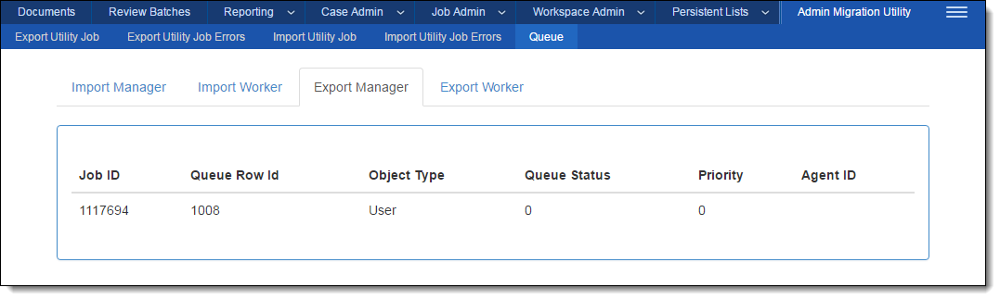 Documents Review Batches Reporting Case Admin Job Admin Workspace Admin Persistent Lists Admin Migration Utility
Export Utility Job Export Utility Job Errors Import Utility Job Import Utility Job Errors Queue
Import Manager Import Worker Export Manager Export Worker
Job ID Queue Row Id Object Type Queue Status Priority Agent ID
1117694 1008 User 0 0